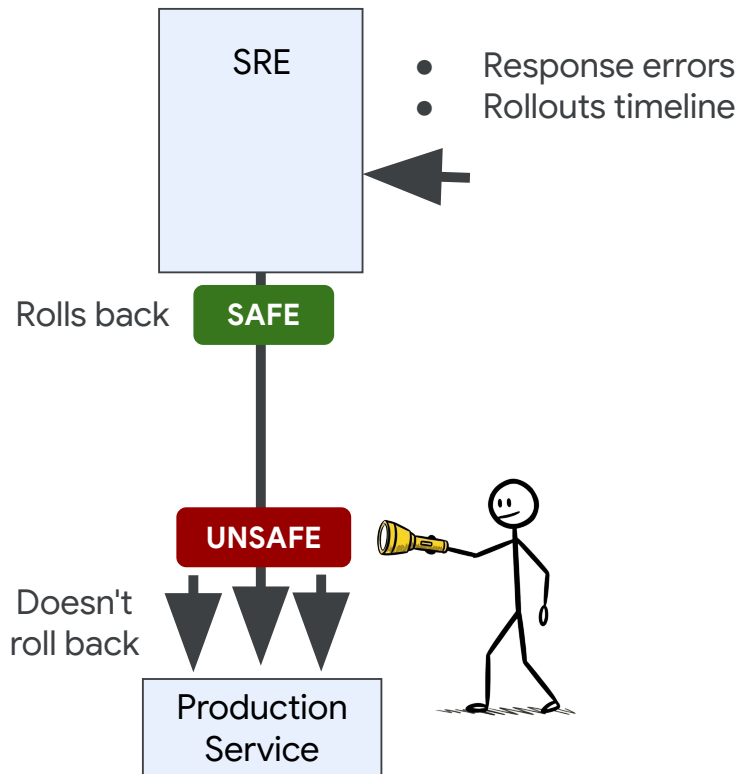 SRE
● Response errors
● Rollouts timeline
Rolls back
SAFE
UNSAFE
Doesn't
roll back
Production
Service